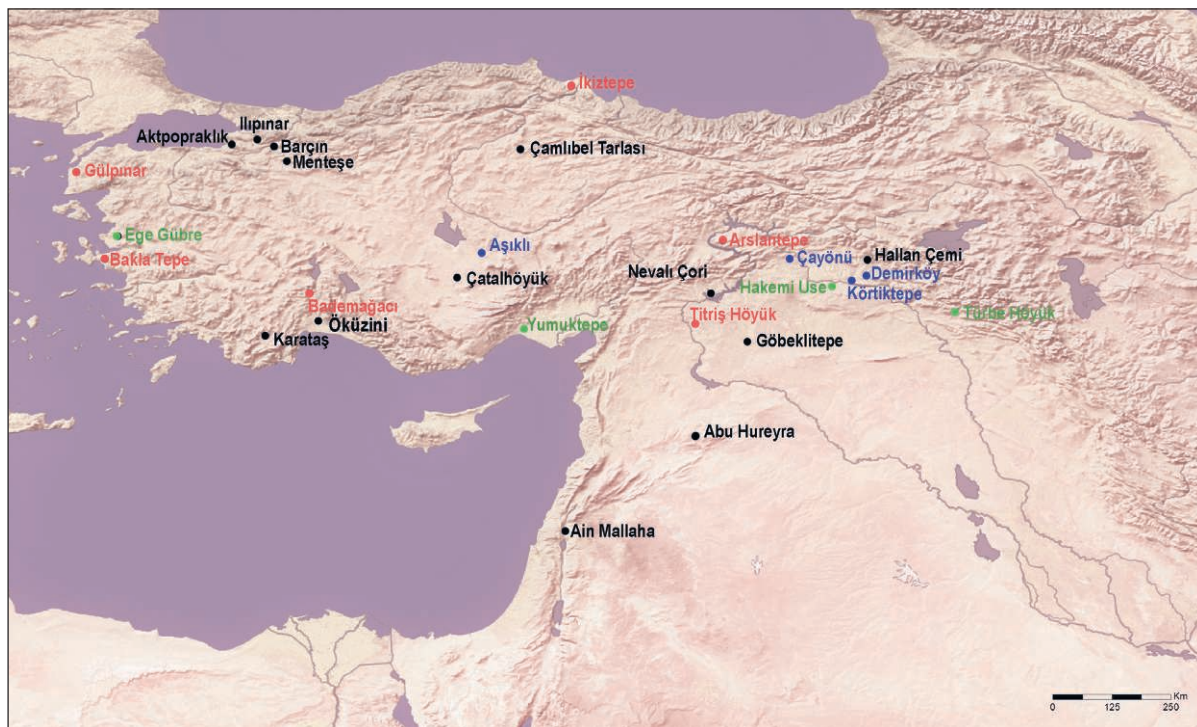 İkiztepe
Ilıpınar
Aktpopraklık
Barçın
Menteşe
Çamlıbel Tarlası
Gülpınar
Ege Gübre
Bakla Tepe
Aşıklı
Arslantepe
Çayönü
Hallan Çemi
Demirköy
Körtiktepe
Çatalhöyük
Nevalı Çori
Hakemi Use
Bademağacı
Öküzini
Karataş
Yumuktepe
Titriş Höyük
Türbe Höyük
Göbeklitepe
Abu Hureyra
Ain Mallaha
Km
0 125 250